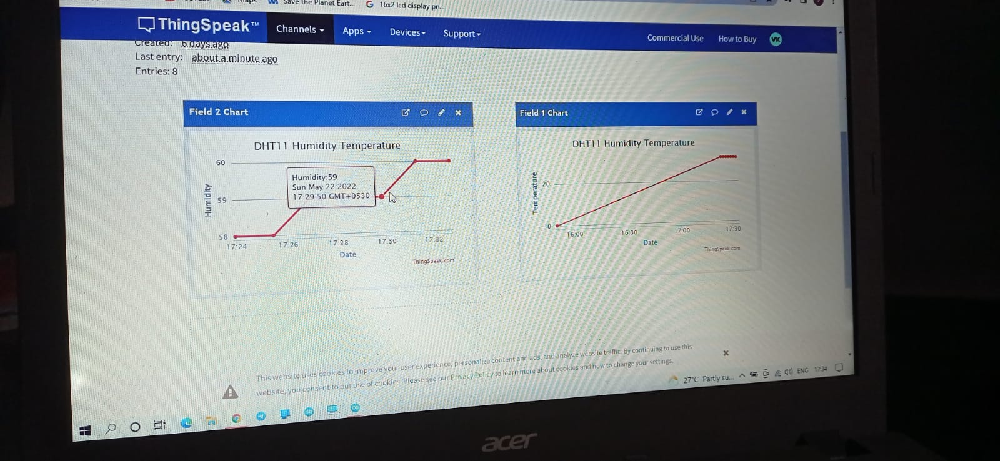 Maps Save the Planet Eart... G 16x2 lcd display pn...
ThingSpeak™ Channels Apps Devices Support Commercial Use How to Buy VK
Created: 6 days ago
Last entry: about a minute ago
Entries: 8
Field 2 Chart
DHT11 Humidity Temperature
60
59
58
Humidity
Humidity:59
Sun May 22 2022
17:29:50 GMT+0530
17:24 17:26 17:28 17:30 17:32
Date
ThingSpeak.com
Field 1 Chart
DHT11 Humidity Temperature
20
0
Temperature
16:00 16:30 17:00 17:30
Date
ThingSpeak.com
This website uses cookies to improve your user experience, personalize content and ads, and analyze website traffic. By continuing to use this
website, you consent to our use of cookies. Please see our Privacy Policy to learn more about cookies and how to change your settings.
27°C Partly su... ENG 17:34
acer